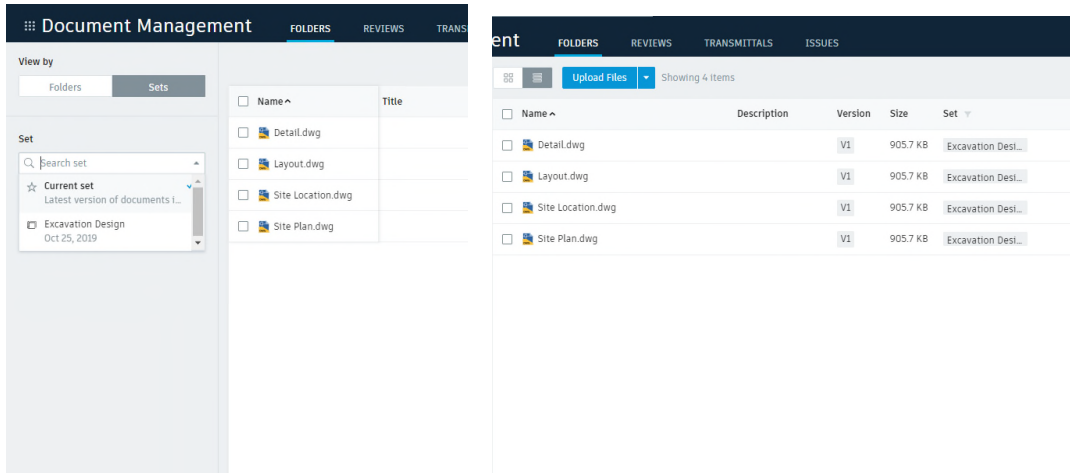 Document Management FOLDERS REVIEWS TRANS
View by
Folders Sets
Set
Search set
Current set
Latest version of documents i...
Excavation Design
Oct 25, 2019
Name Title
Detail.dwg
Layout.dwg
Site Location.dwg
Site Plan.dwg
ent FOLDERS REVIEWS TRANSMITTALS ISSUES
Upload Files Showing 4 items
Name Description Version Size Set
Detail.dwg V1 905.7 KB Excavation Desi...
Layout.dwg V1 905.7 KB Excavation Desi...
Site Location.dwg V1 905.7 KB Excavation Desi...
Site Plan.dwg V1 905.7 KB Excavation Desi...